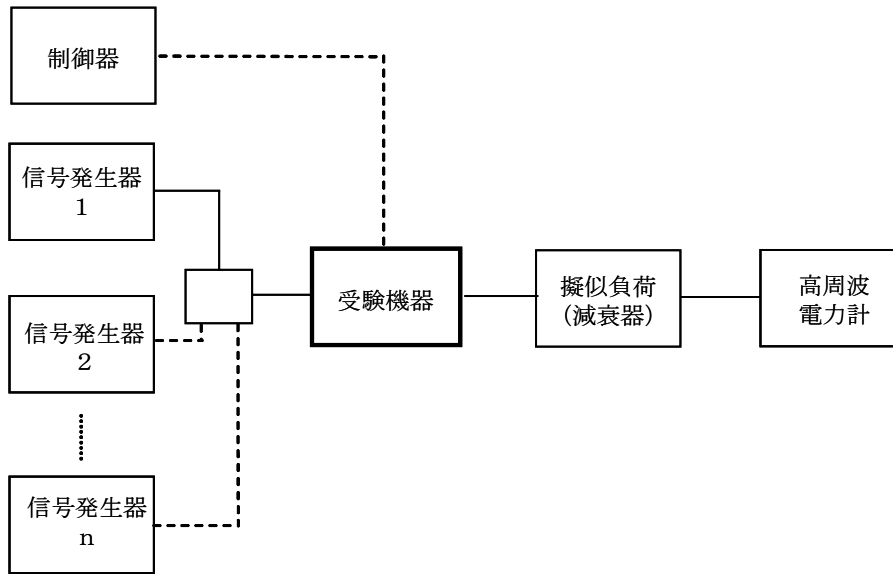 制御器
信号発生器
1
信号発生器
2
信号発生器
n
受験機器
擬似負荷
(減衰器)
高周波
電力計